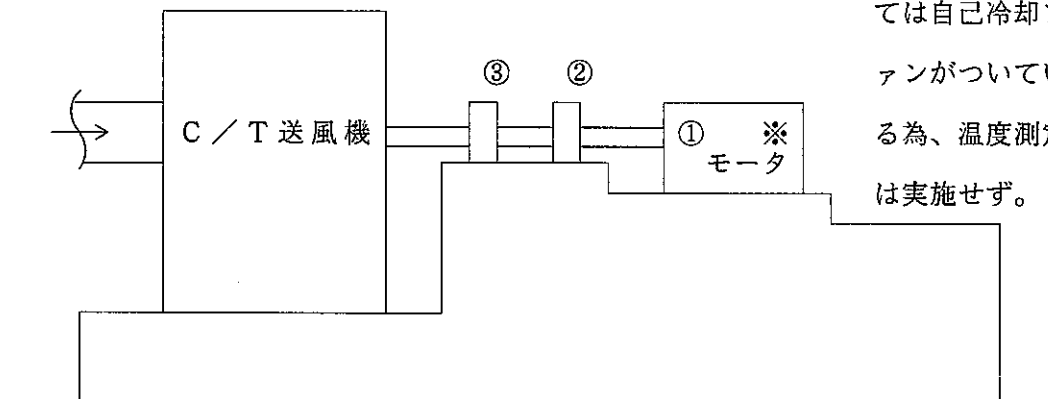 ては自己冷却フ
ァンがついてい
る為、温度測定
は実施せず。
③ ②
C／T送風機
① ※
モータ